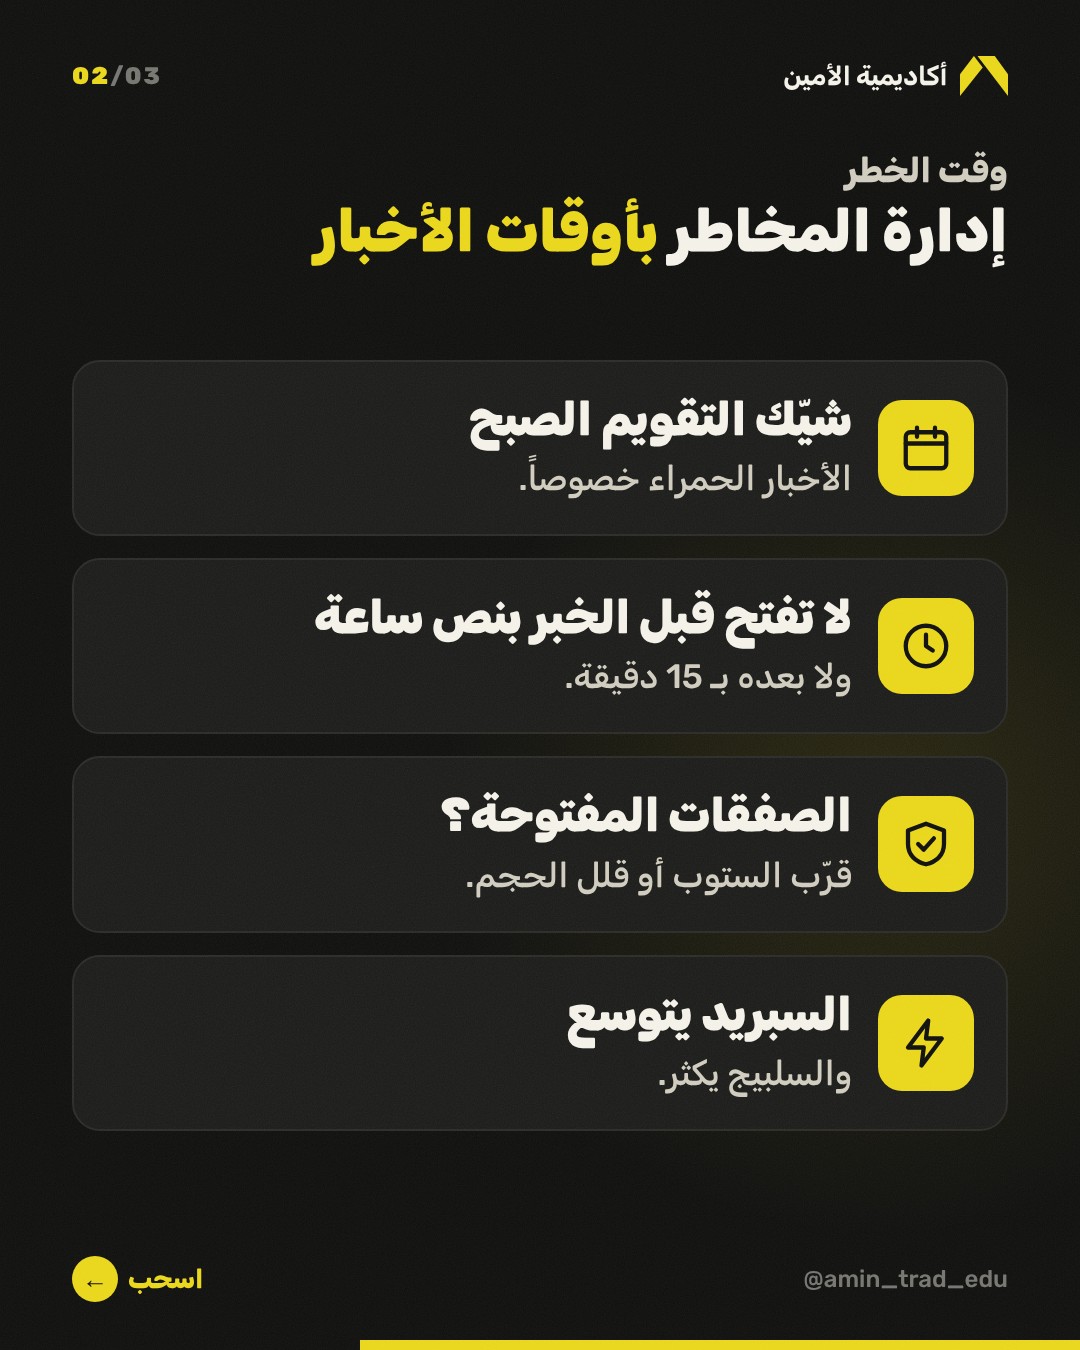 أكاديمية الأمين
02/03
وقت الخطر
إدارة المخاطر بأوقات الأخبار
شيّك التقويم الصبح
الأخبار الحمراء خصوصاً.
لا تفتح قبل الخبر بنص ساعة
ولا بعده بـ 15 دقيقة.
الصفقات المفتوحة؟
قرّب الستوب أو قلل الحجم.
السبريد يتوسع
والسلبيج يكثر.
@amin_trad_edu
اسحب ←